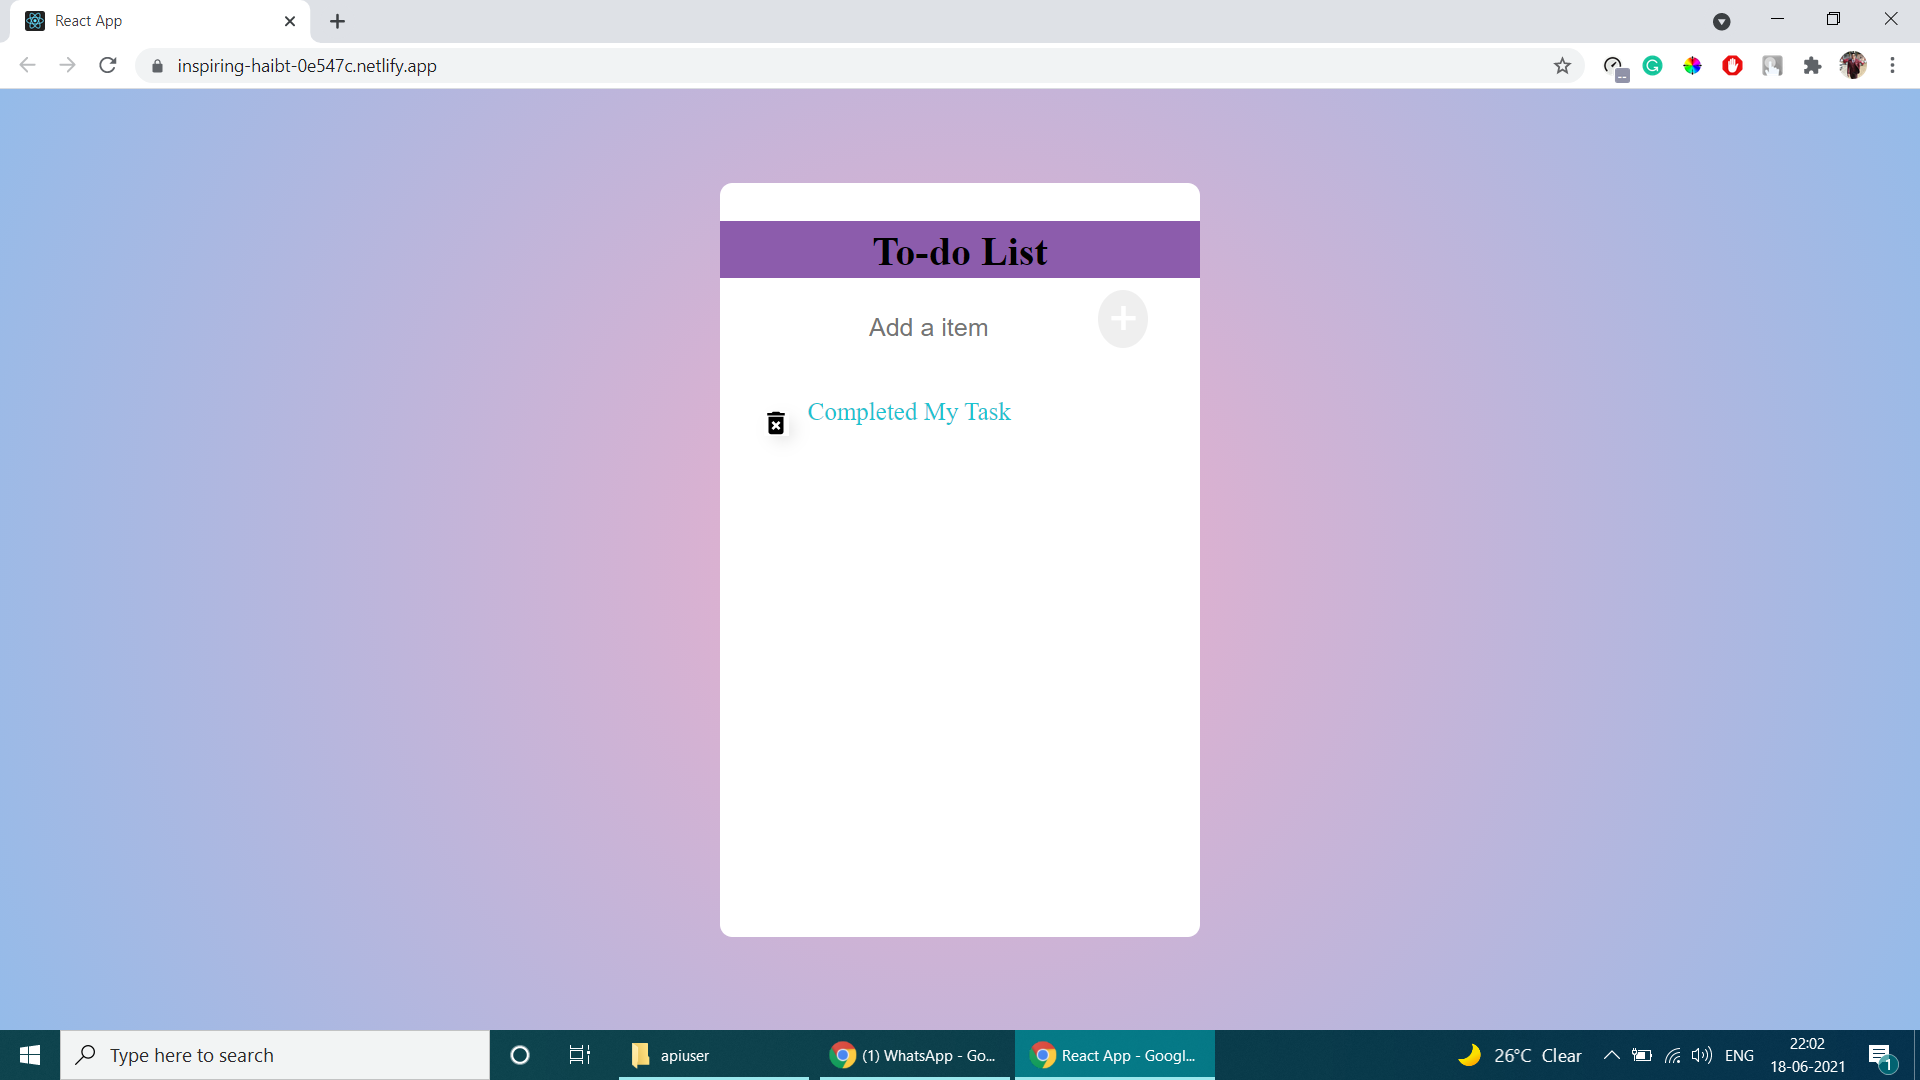 React App
inspiring-haibt-0e547c.netlify.app
To-do List
Add a item
Completed My Task
Type here to search
apiuser
(1) WhatsApp - Go...
React App - Googl...
26°C Clear
ENG
22:02
18-06-2021
1